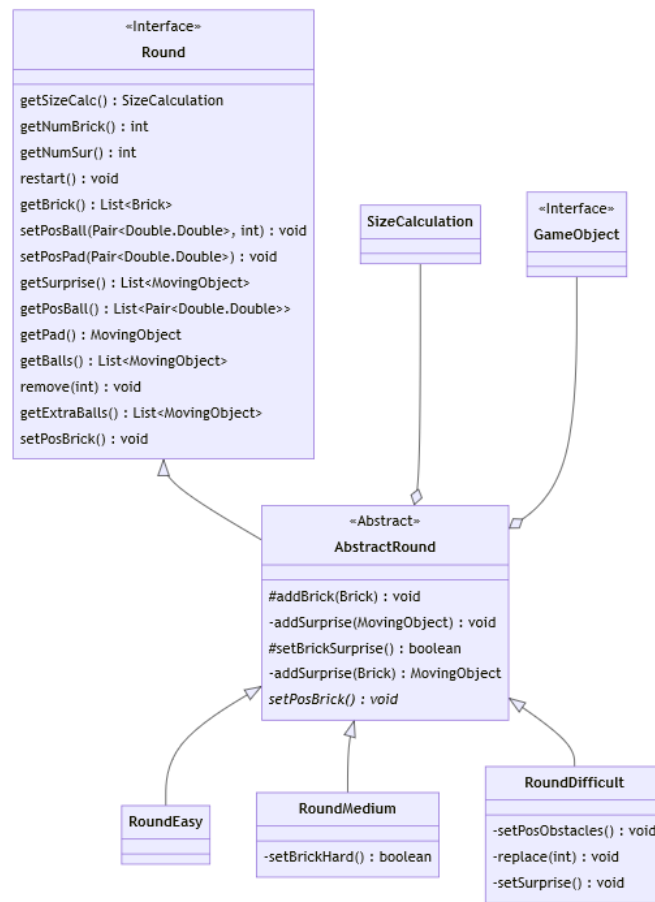 «Interface»
Round
getSizeCalc() : SizeCalculation
getNumBrick() : int
getNumSur() : int
restart() : void
getBrick() : List<Brick>
setPosBall(Pair<Double.Double>, int) : void
setPosPad(Pair<Double.Double>) : void
getSurprise() : List<MovingObject>
getPosBall() : List<Pair<Double.Double>>
getPad() : MovingObject
getBalls() : List<MovingObject>
remove(int) : void
getExtraBalls() : List<MovingObject>
setPosBrick() : void
SizeCalculation
«Interface»
GameObject
«Abstract»
AbstractRound
#addBrick(Brick) : void
-addSurprise(MovingObject) : void
#setBrickSurprise() : boolean
-addSurprise(Brick) : MovingObject
setPosBrick() : void
RoundEasy
RoundMedium
-setBrickHard() : boolean
RoundDifficult
-setPosObstacles() : void
-replace(int) : void
-setSurprise() : void